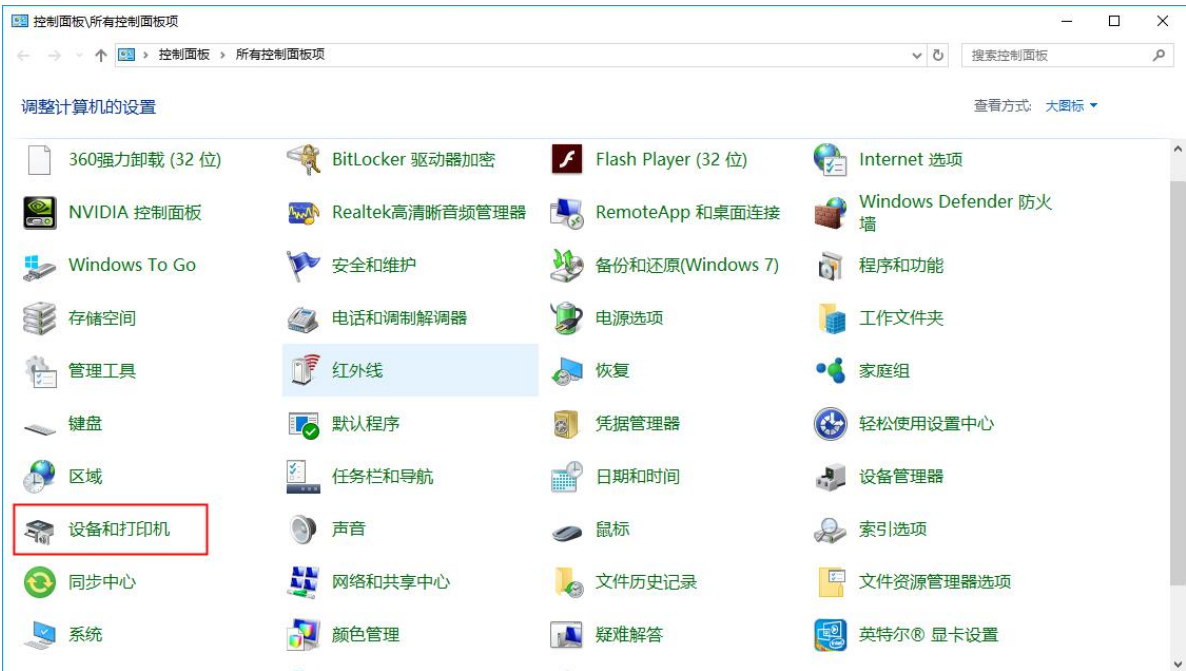 控制面板\所有控制面板项
控制面板 › 所有控制面板项
搜索控制面板
调整计算机的设置
查看方式: 大图标
360强力卸载 (32 位)
BitLocker 驱动器加密
Flash Player (32 位)
Internet 选项
NVIDIA 控制面板
Realtek高清晰音频管理器
RemoteApp 和桌面连接
Windows Defender 防火
墙
Windows To Go
安全和维护
备份和还原(Windows 7)
程序和功能
存储空间
电话和调制解调器
电源选项
工作文件夹
管理工具
红外线
恢复
家庭组
键盘
默认程序
凭据管理器
轻松使用设置中心
区域
任务栏和导航
日期和时间
设备管理器
设备和打印机
声音
鼠标
索引选项
同步中心
网络和共享中心
文件历史记录
文件资源管理器选项
系统
颜色管理
疑难解答
英特尔® 显卡设置